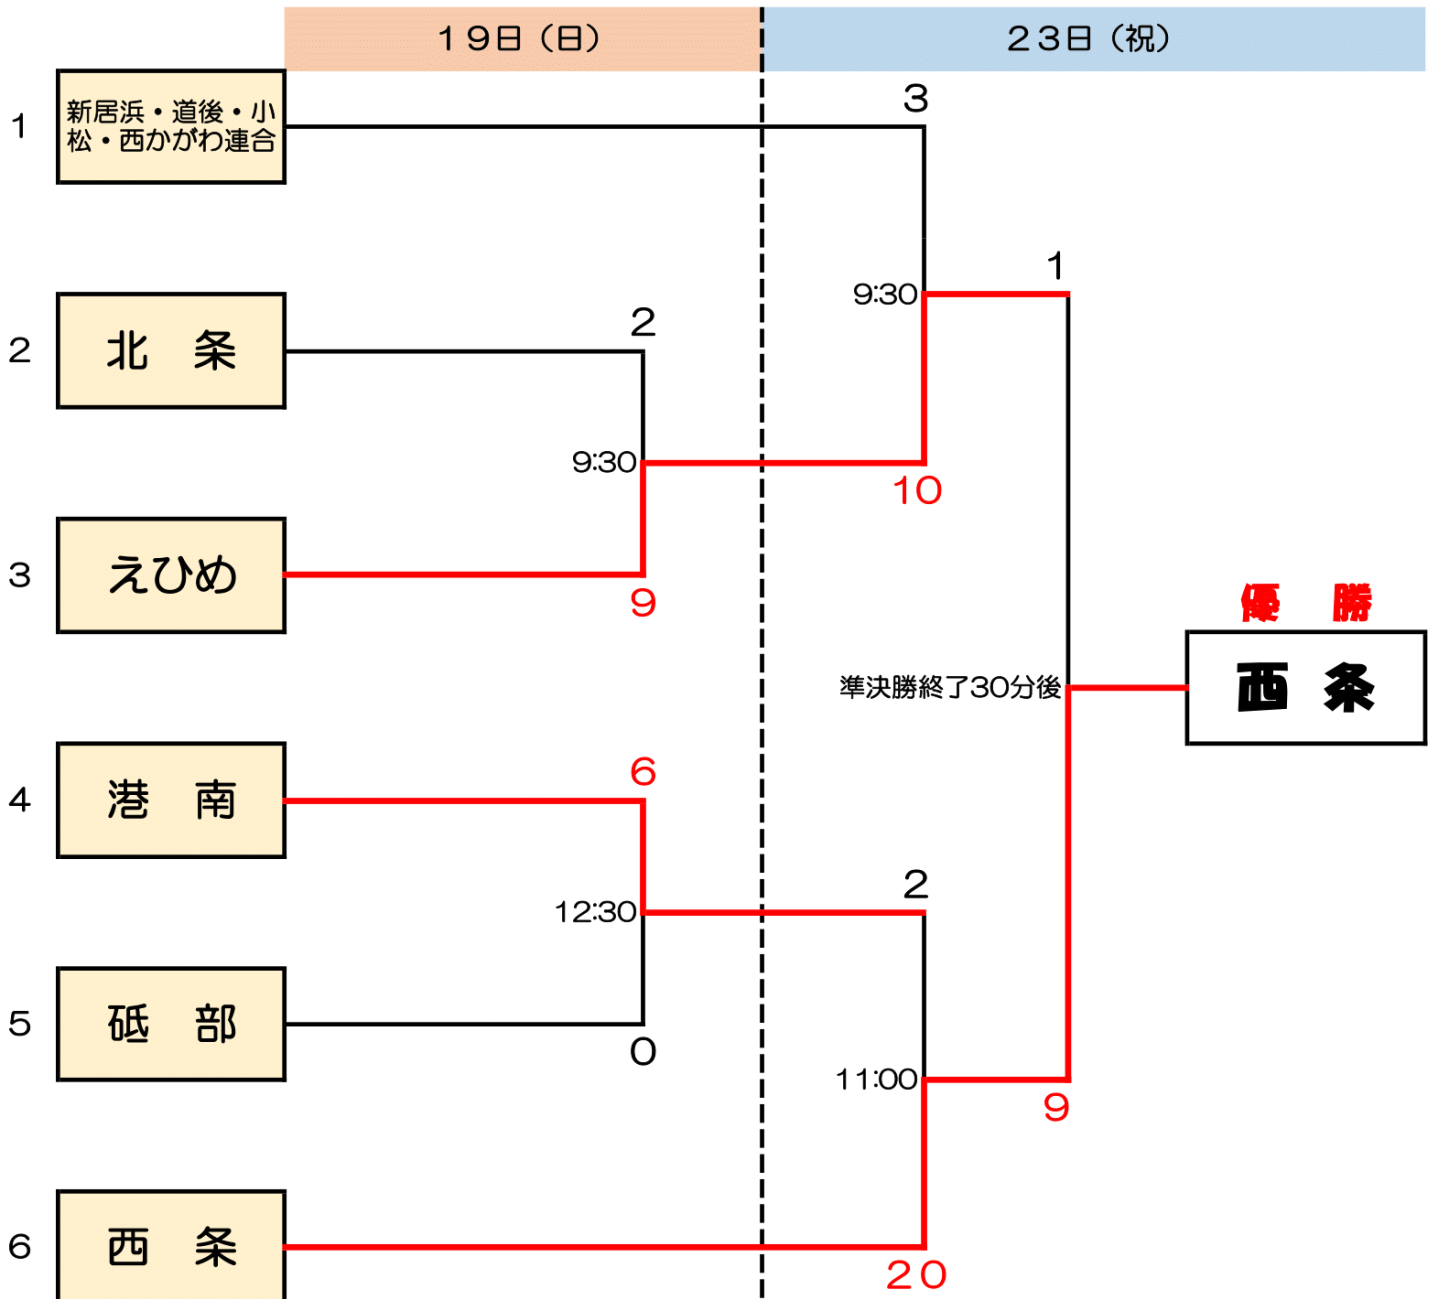 19日（日）
23日（祝）
3
1
新居浜・道後・小
松・西かがわ連合
1
9:30
2
2
北　条
9:30
10
3
えひめ
9
優　勝
西　条
準決勝終了30分後
6
4
港　南
2
12:30
5
砥　部
0
11:00
9
6
西　条
20